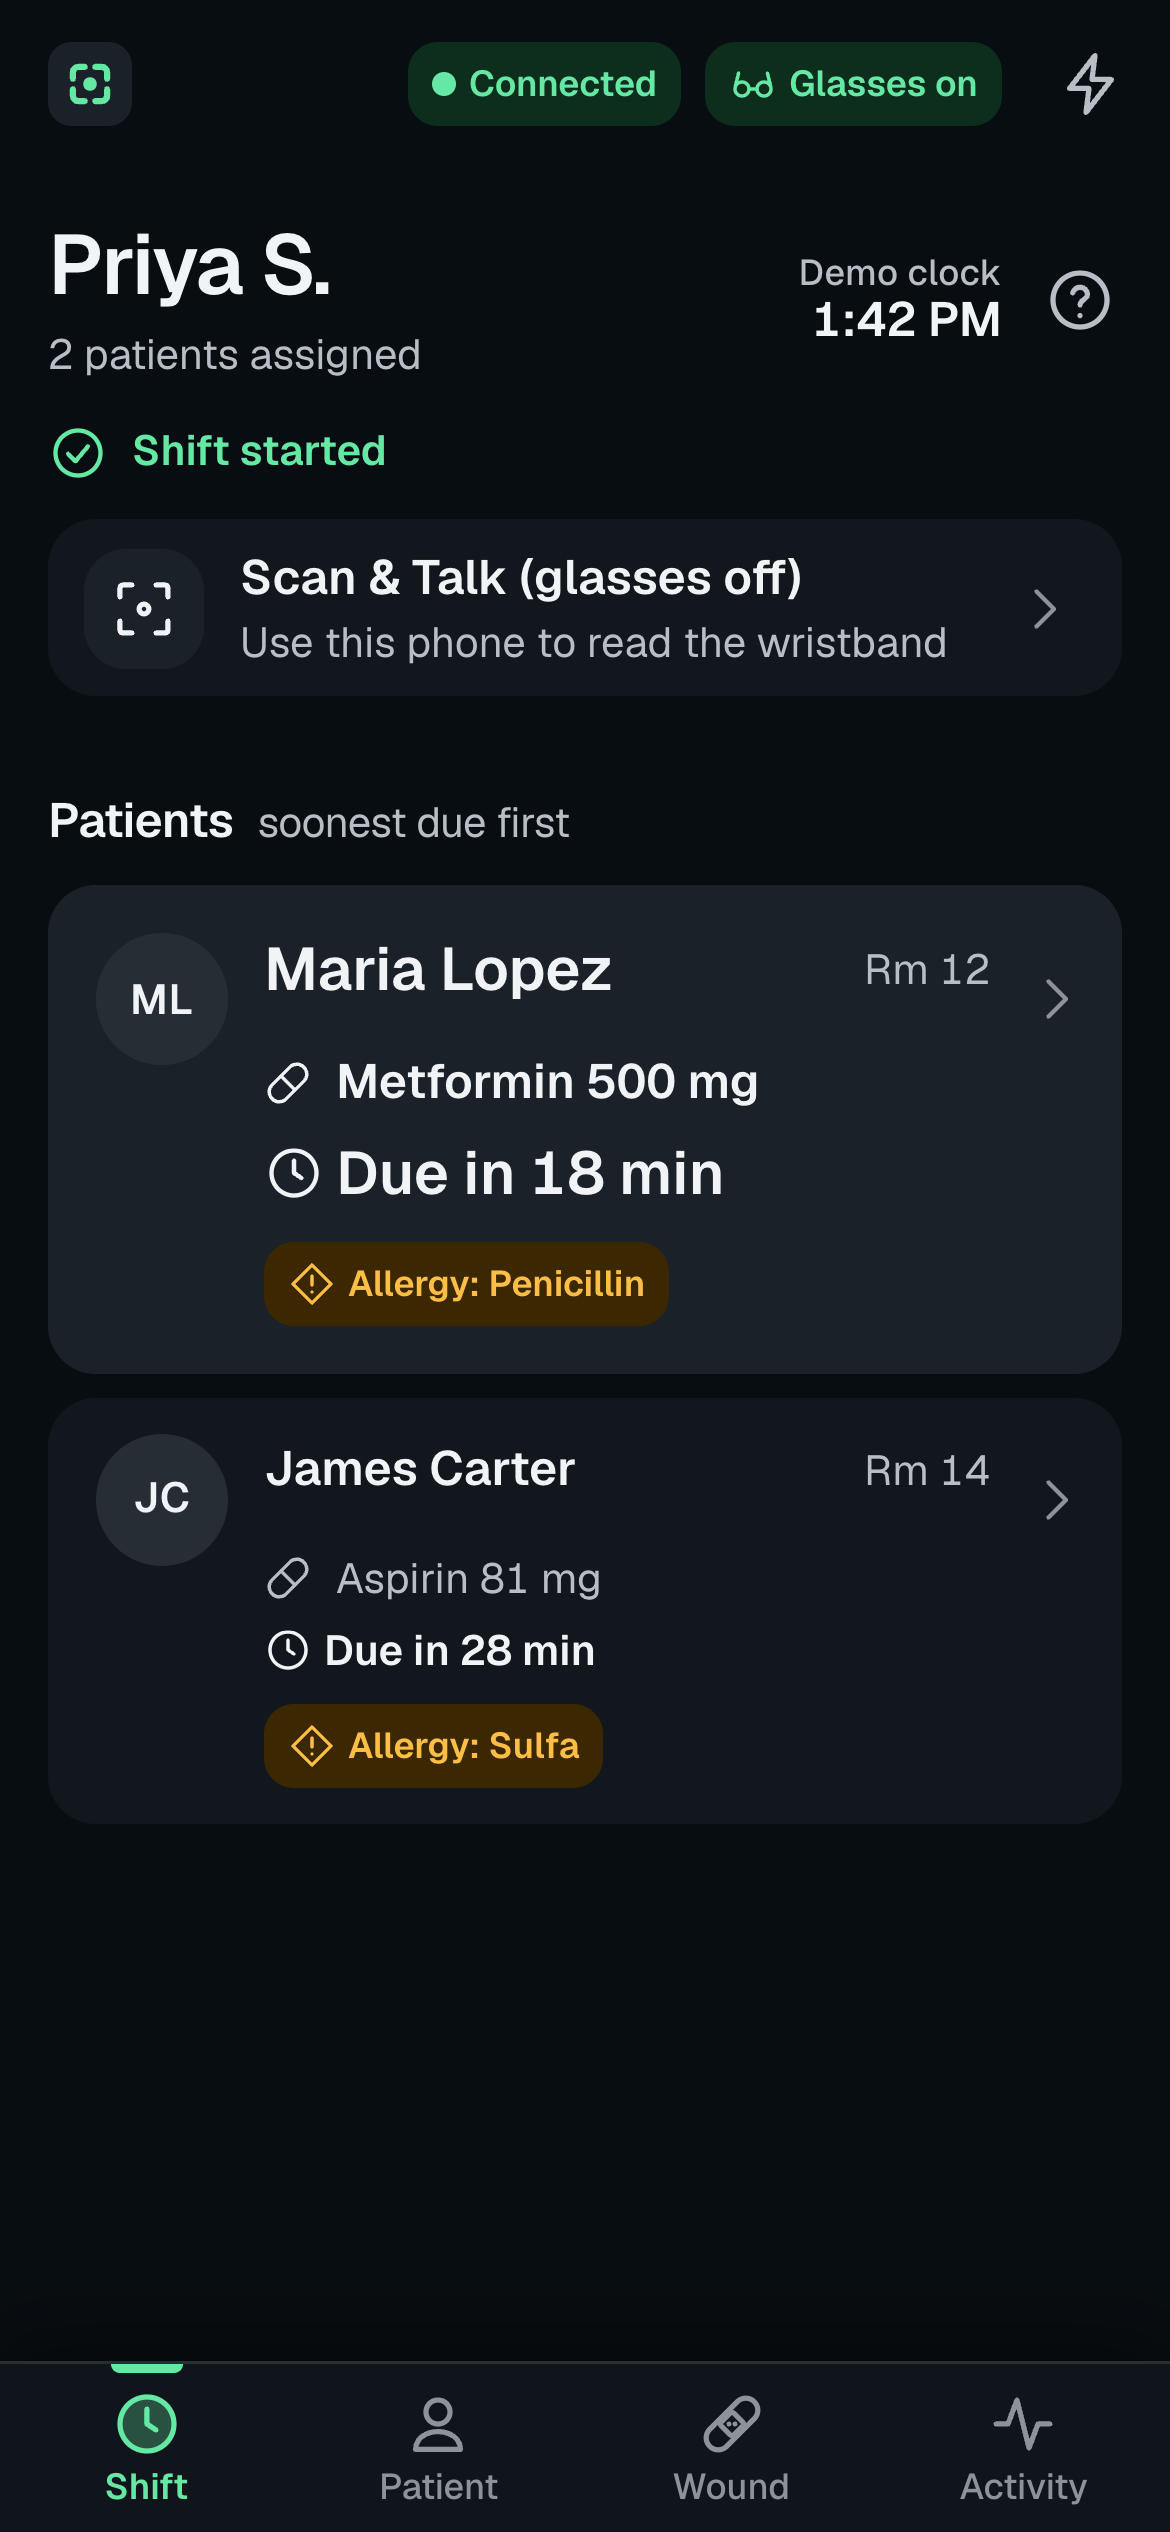 Connected
Glasses on
Priya S.
2 patients assigned
Demo clock
1:42 PM
Shift started
Scan & Talk (glasses off)
Use this phone to read the wristband
Patients soonest due first
ML
Maria Lopez
Rm 12
Metformin 500 mg
Due in 18 min
Allergy: Penicillin
JC
James Carter
Rm 14
Aspirin 81 mg
Due in 28 min
Allergy: Sulfa
Shift
Patient
Wound
Activity